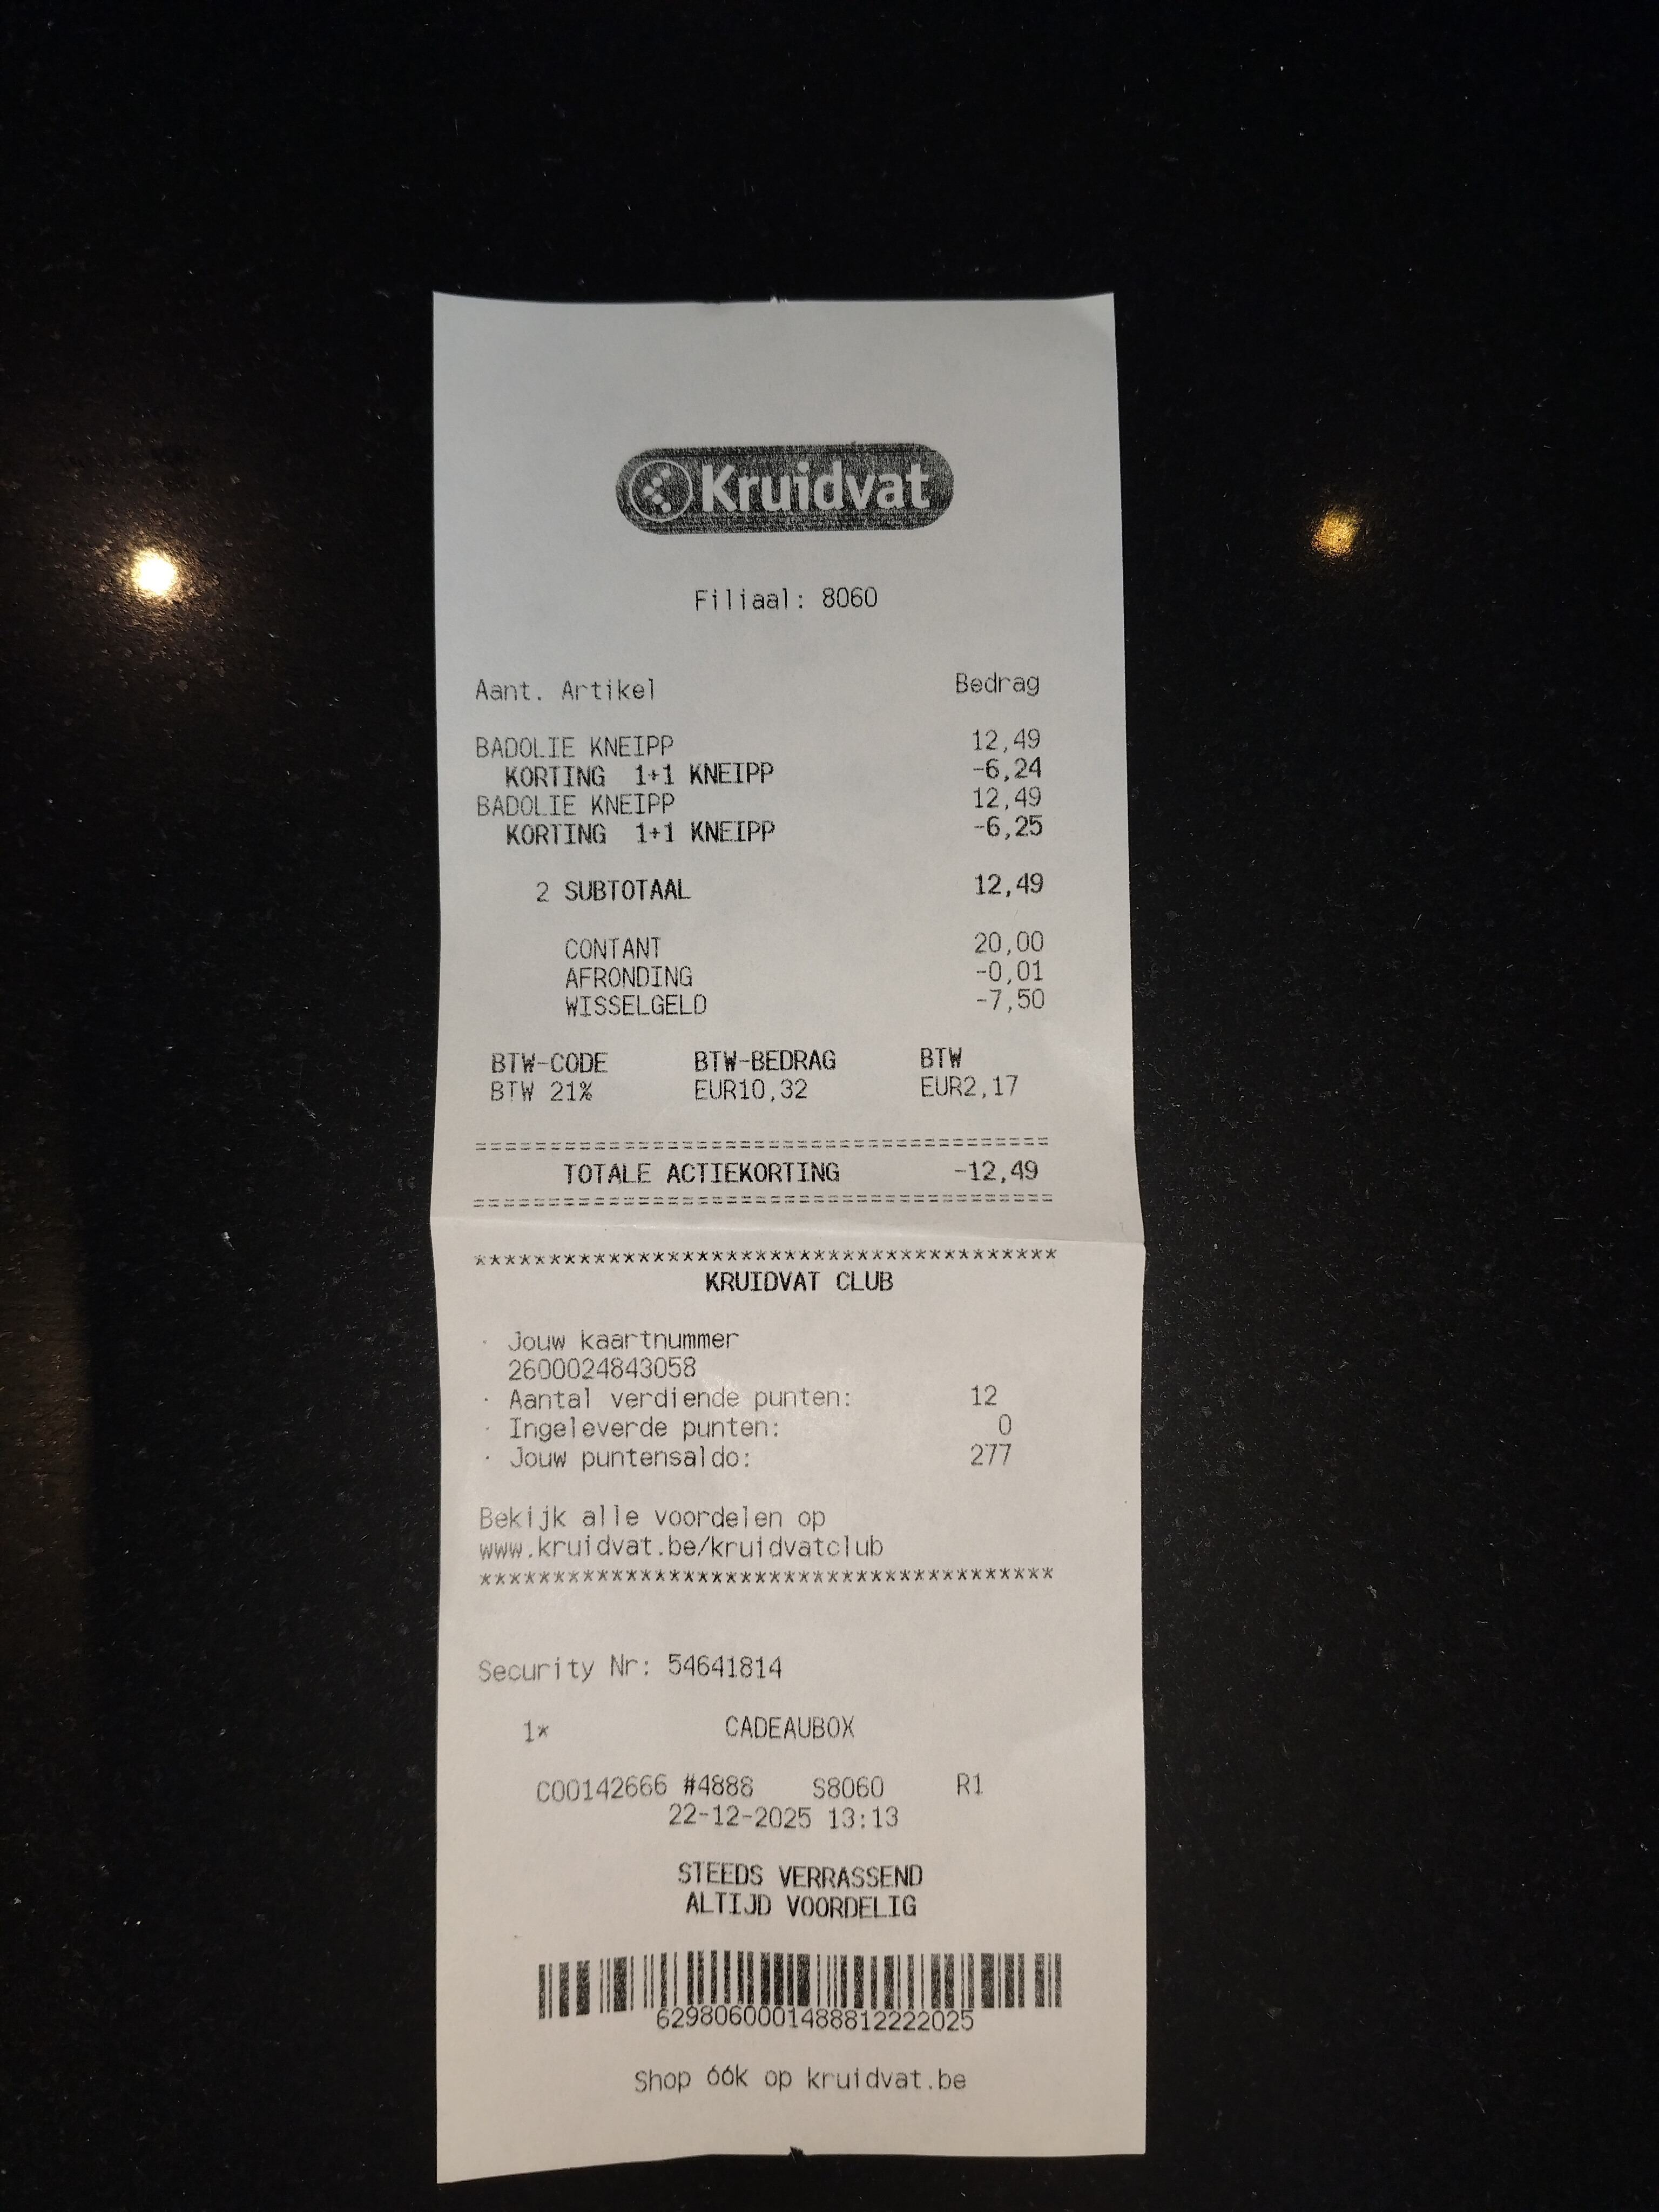 Kruidvat
Filiaal: 8060
Aant. Artikel Bedrag
BADOLIE KNEIPP 12,49
KORTING 1+1 KNEIPP -6,24
BADOLIE KNEIPP 12,49
KORTING 1+1 KNEIPP -6,25
2 SUBTOTAAL 12,49
CONTANT 20,00
AFRONDING -0,01
WISSELGELD -7,50
BTW-CODE BTW-BEDRAG BTW
BTW 21% EUR10,32 EUR2,17
========================================
TOTALE ACTIEKORTING -12,49
========================================
****************************************
KRUIDVAT CLUB
· Jouw kaartnummer
2600024843058
· Aantal verdiende punten: 12
· Ingeleverde punten: 0
· Jouw puntensaldo: 277
Bekijk alle voordelen op
www.kruidvat.be/kruidvatclub
****************************************
Security Nr: 54641814
1* CADEAUBOX
C00142666 #4888 S8060 R1
22-12-2025 13:13
STEEDS VERRASSEND
ALTIJD VOORDELIG
6298060001488812222025
Shop óók op kruidvat.be